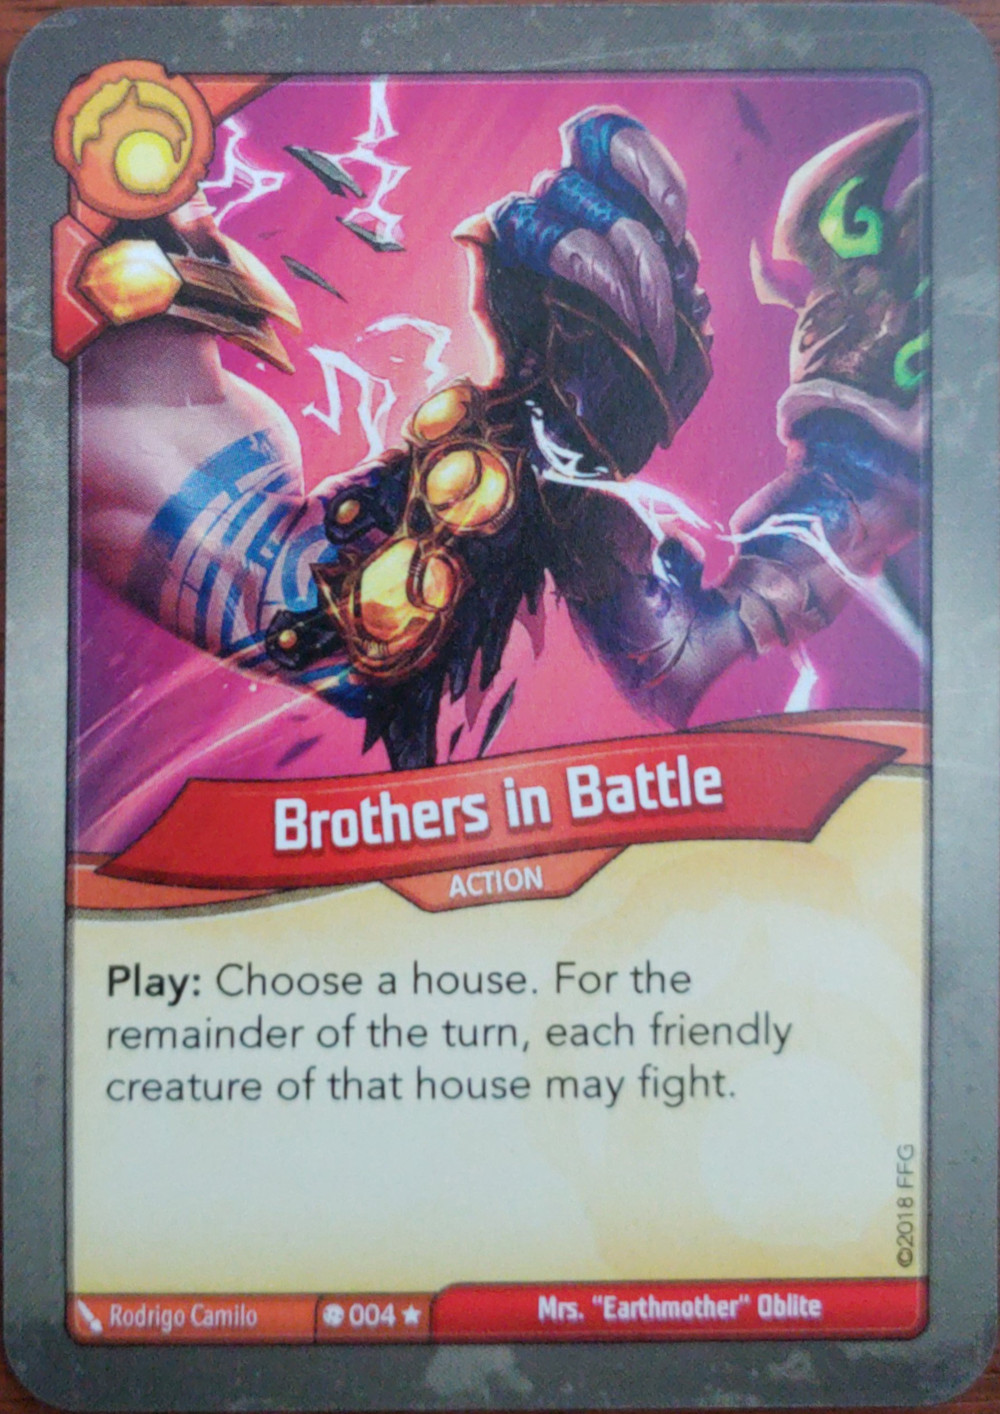 Brothers in Battle
ACTION
Play: Choose a house. For the
remainder of the turn, each friendly
creature of that house may fight.
©2018 FFG
Rodrigo Camilo
004
Mrs. “Earthmother“ Oblite